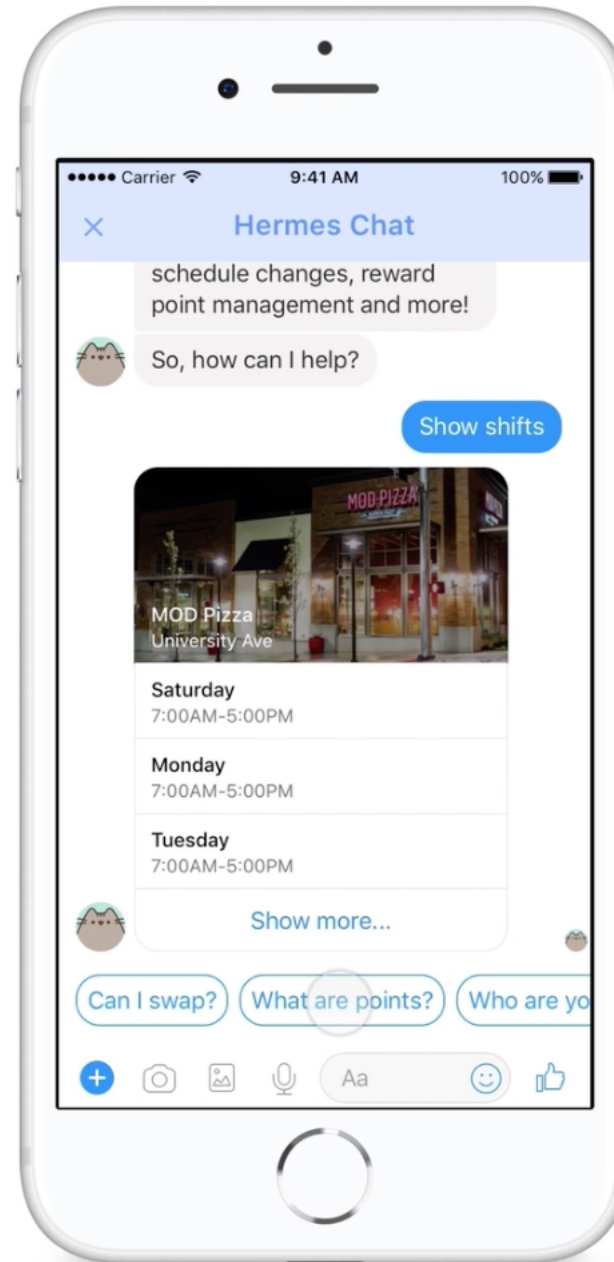 Carrier 9:41 AM 100%
Hermes Chat
schedule changes, reward
point management and more!
So, how can I help?
Show shifts
MOD PIZZA
MOD Pizza
University Ave
Saturday
7:00AM-5:00PM
Monday
7:00AM-5:00PM
Tuesday
7:00AM-5:00PM
Show more...
Can I swap? What are points? Who are yo
Aa